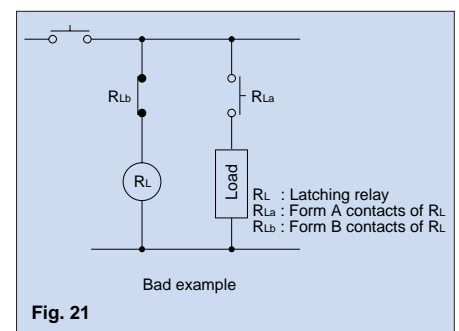 RLb
RLa
RL
Load
RL : Latching relay
RLa : Form A contacts of RL
RLb : Form B contacts of RL
Bad example
Fig. 21